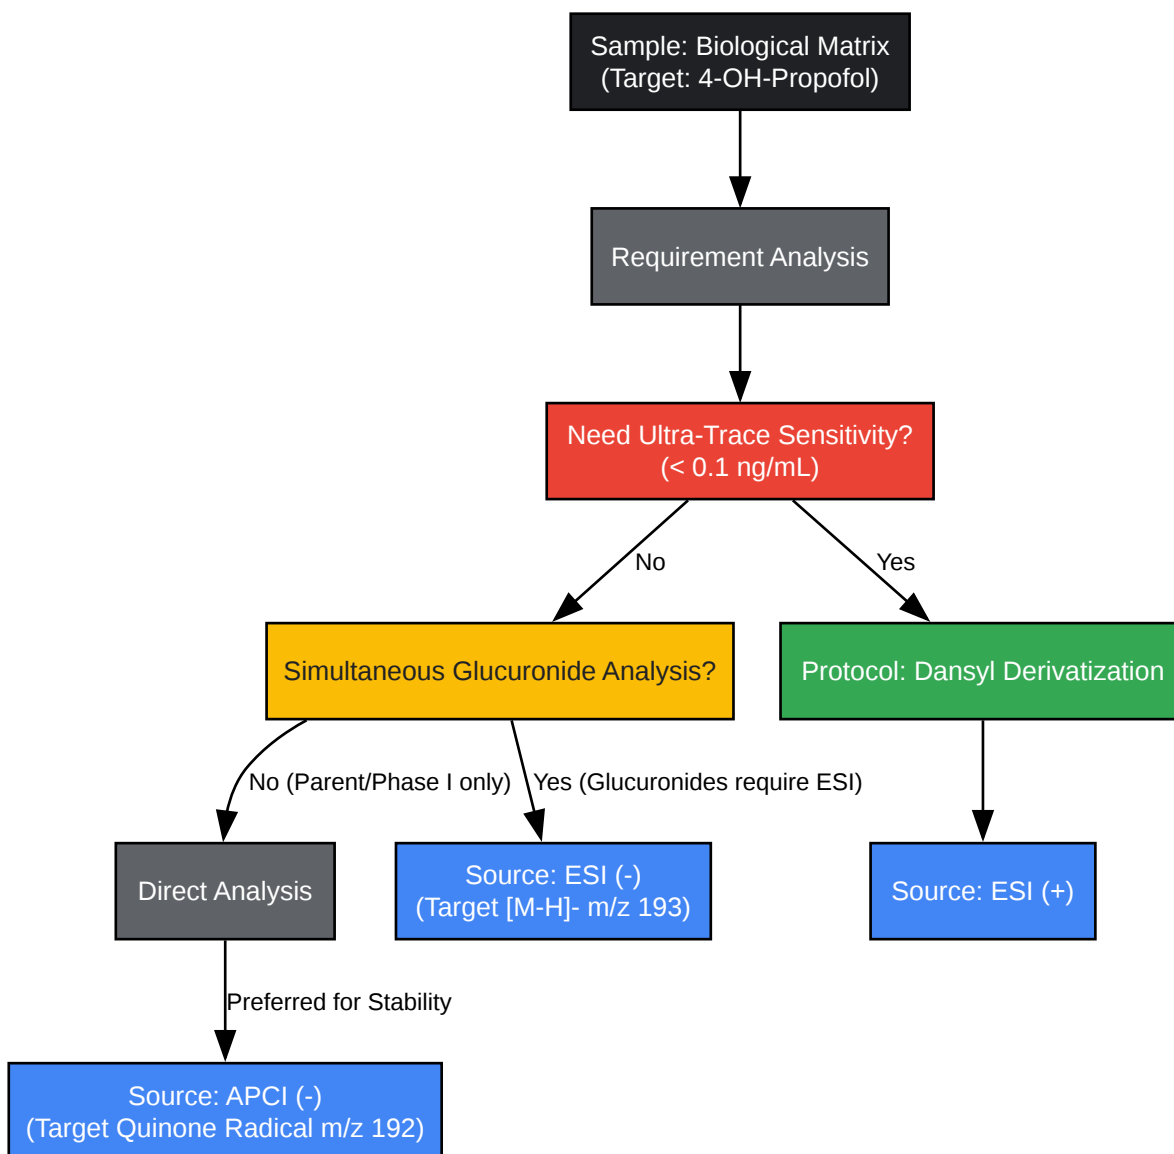 Sample: Biological Matrix
(Target: 4-OH-Propofol)
Requirement Analysis
Need Ultra-Trace Sensitivity?
(< 0.1 ng/mL)
No
Yes
Simultaneous Glucuronide Analysis?
Protocol: Dansyl Derivatization
No (Parent/Phase I only)
Yes (Glucuronides require ESI)
Direct Analysis
Source: ESI (-)
(Target [M-H]- m/z 193)
Source: ESI (+)
Preferred for Stability
Source: APCI (-)
(Target Quinone Radical m/z 192)